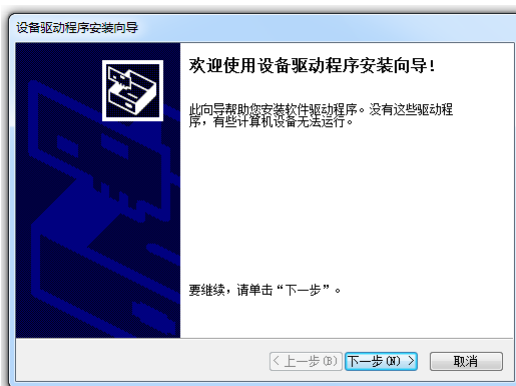 设备驱动程序安装向导
欢迎使用设备驱动程序安装向导!
此向导帮助您安装软件驱动程序。没有这些驱动程
序，有些计算机设备无法运行。
要继续，请单击“下一步”。
< 上一步(B) 下一步(N) > 取消